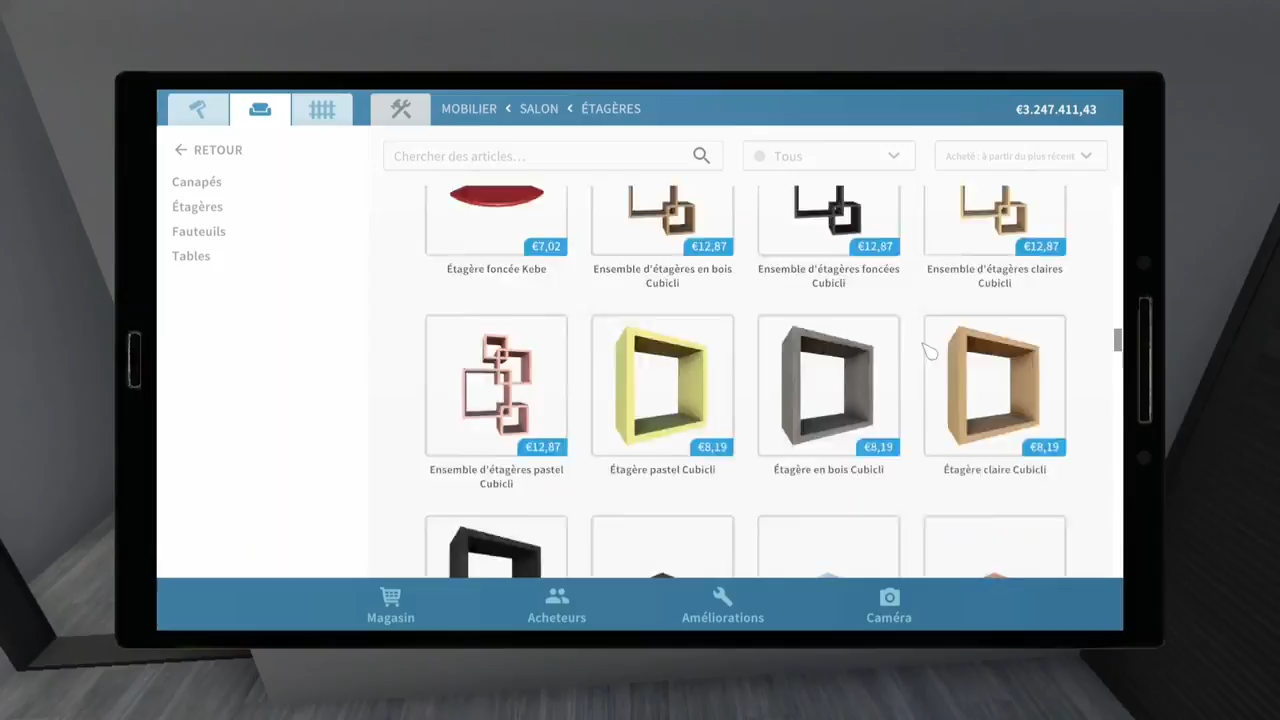 MOBILIER < SALON < ÉTAGÈRES
€3.247.411,43
← RETOUR
Canapés
Étagères
Fauteuils
Tables
Chercher des articles...
Tous
Acheté : à partir du plus récent
€7,02
€12,87
€12,87
€12,87
Étagère foncée Kebe
Ensemble d'étagères en bois
Cubicli
Ensemble d'étagères foncées
Cubicli
Ensemble d'étagères claires
Cubicli
€12,87
€8,19
€8,19
€8,19
Ensemble d'étagères pastel
Cubicli
Étagère pastel Cubicli
Étagère en bois Cubicli
Étagère claire Cubicli
Magasin
Acheteurs
Améliorations
Caméra